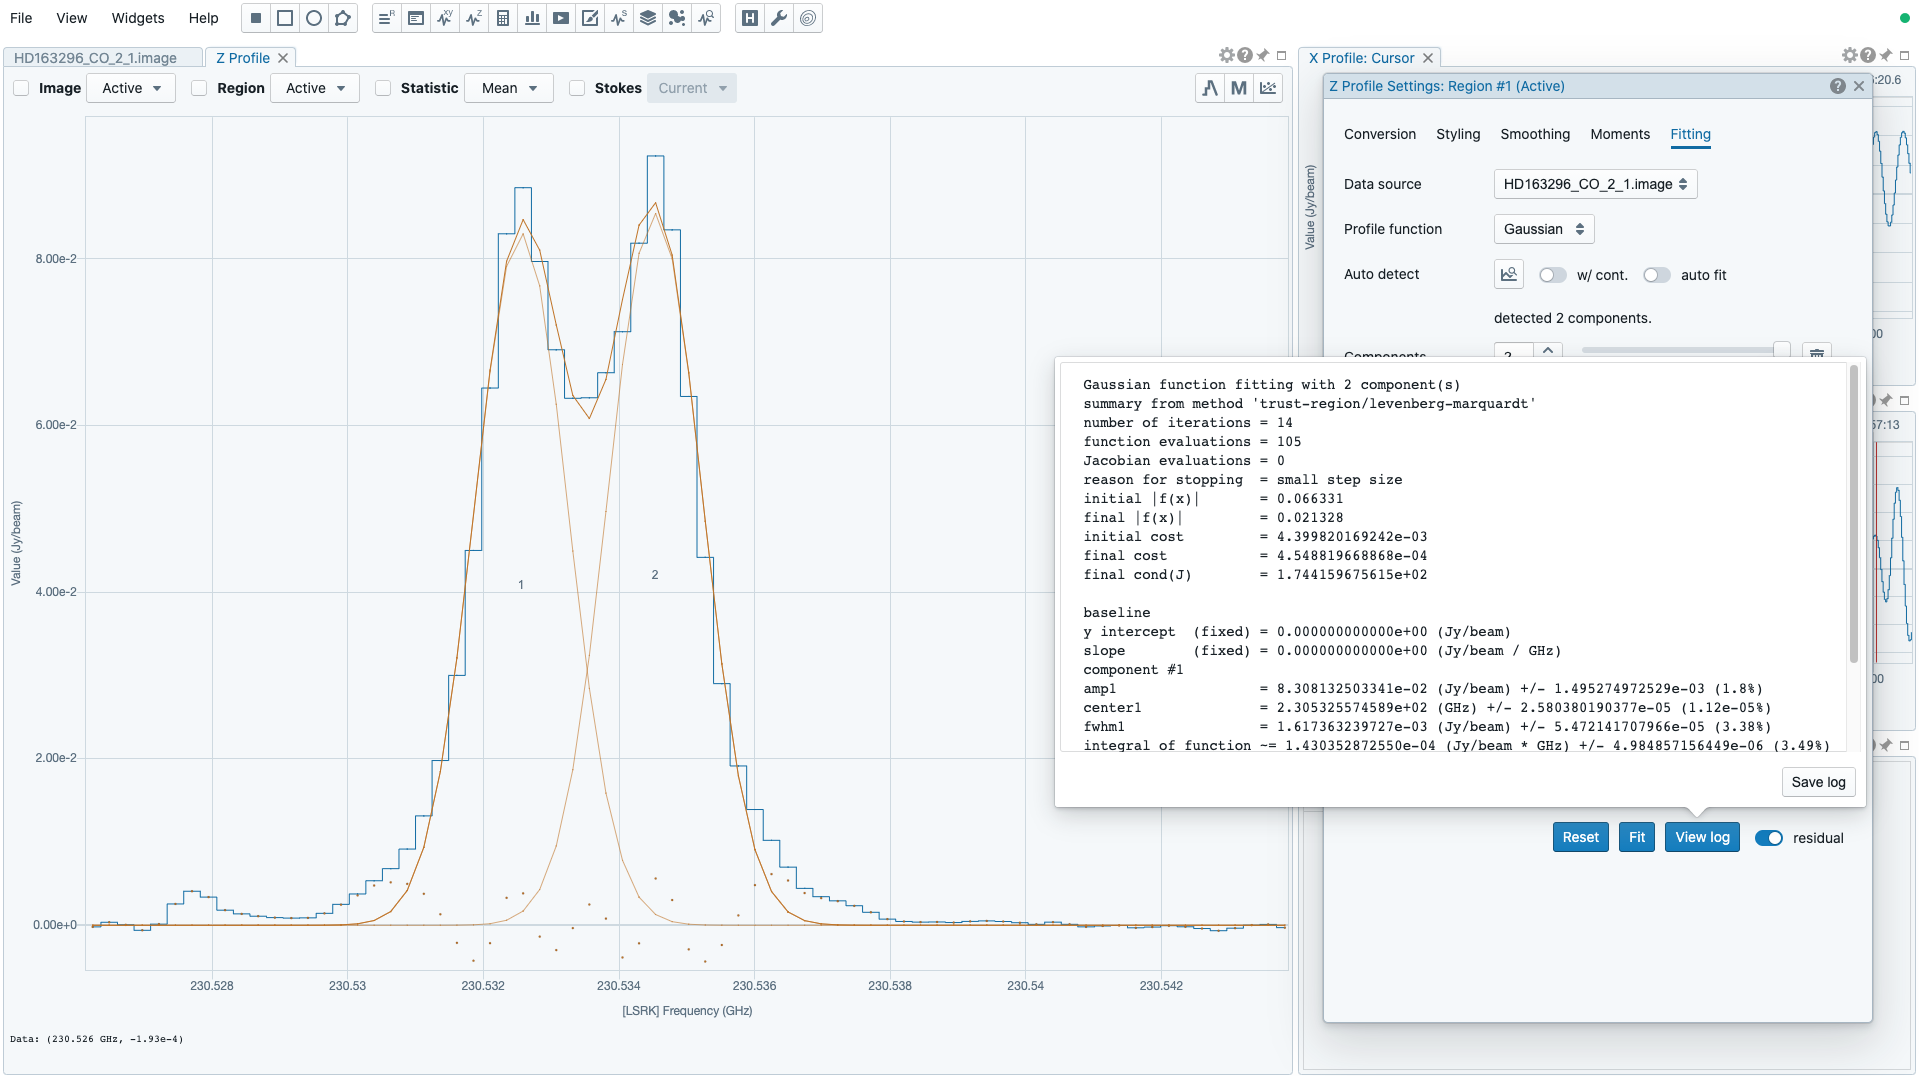 File View Widgets Help
HD163296_CO_2_1.image Z Profile
Image Active Region Active Statistic Mean Stokes Current
M
8.00e-2
6.00e-2
4.00e-2
2.00e-2
0.00e+0
Value (Jy/beam)
1
2
230.528 230.53 230.532 230.534 230.536 230.538 230.54 230.542
[LSRK] Frequency (GHz)
Data: (230.526 GHz, -1.93e-4)
X Profile: Cursor
:20.6
Value (Jy/beam)
Z Profile Settings: Region #1 (Active)
Conversion Styling Smoothing Moments Fitting
Data source HD163296_CO_2_1.image
Profile function Gaussian
Auto detect w/ cont. auto fit
detected 2 components.
Components 2
Gaussian function fitting with 2 component(s)
summary from method 'trust-region/levenberg-marquardt'
number of iterations = 14
function evaluations = 105
Jacobian evaluations = 0
reason for stopping = small step size
initial |f(x)| = 0.066331
final |f(x)| = 0.021328
initial cost = 4.399820169242e-03
final cost = 4.548819668868e-04
final cond(J) = 1.744159675615e+02
baseline
y intercept (fixed) = 0.000000000000e+00 (Jy/beam)
slope (fixed) = 0.000000000000e+00 (Jy/beam / GHz)
component #1
amp1 = 8.308132503341e-02 (Jy/beam) +/- 1.495274972529e-03 (1.8%)
center1 = 2.305325574589e+02 (GHz) +/- 2.580380190377e-05 (1.12e-05%)
fwhm1 = 1.617363239727e-03 (Jy/beam) +/- 5.472141707966e-05 (3.38%)
integral of function ~= 1.430352872550e-04 (Jy/beam * GHz) +/- 4.984857156449e-06 (3.49%)
Save log
Reset Fit View log residual
00
57:13
00